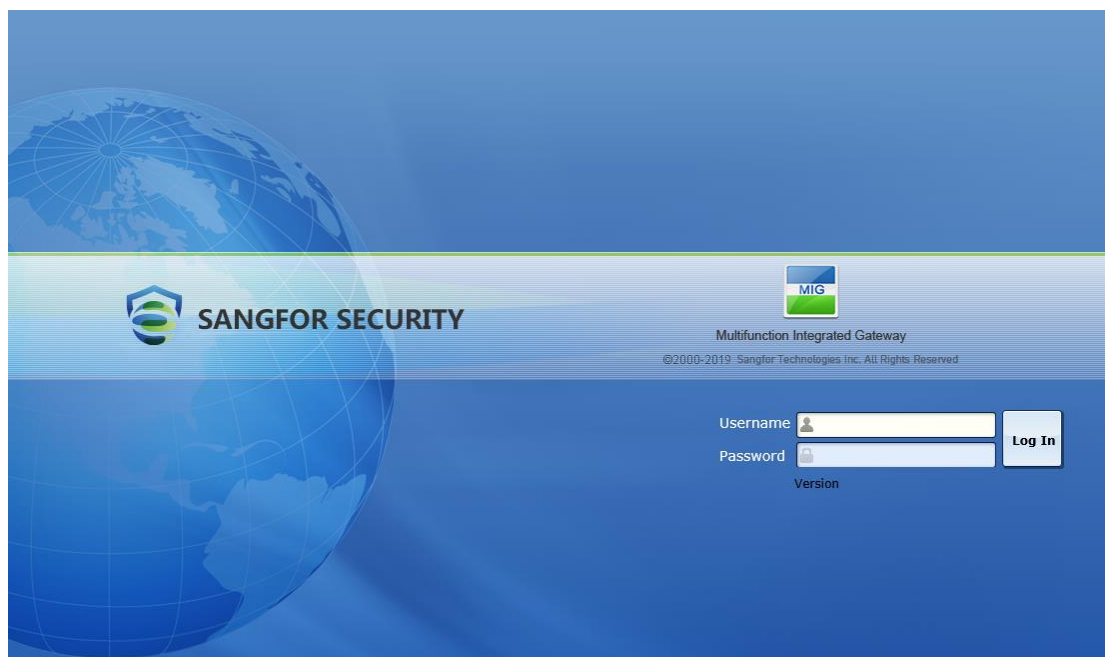 SANGFOR SECURITY
MIG
Multifunction Integrated Gateway
©2000-2019 Sangfor Technologies Inc. All Rights Reserved
Username
Password
Log In
Version